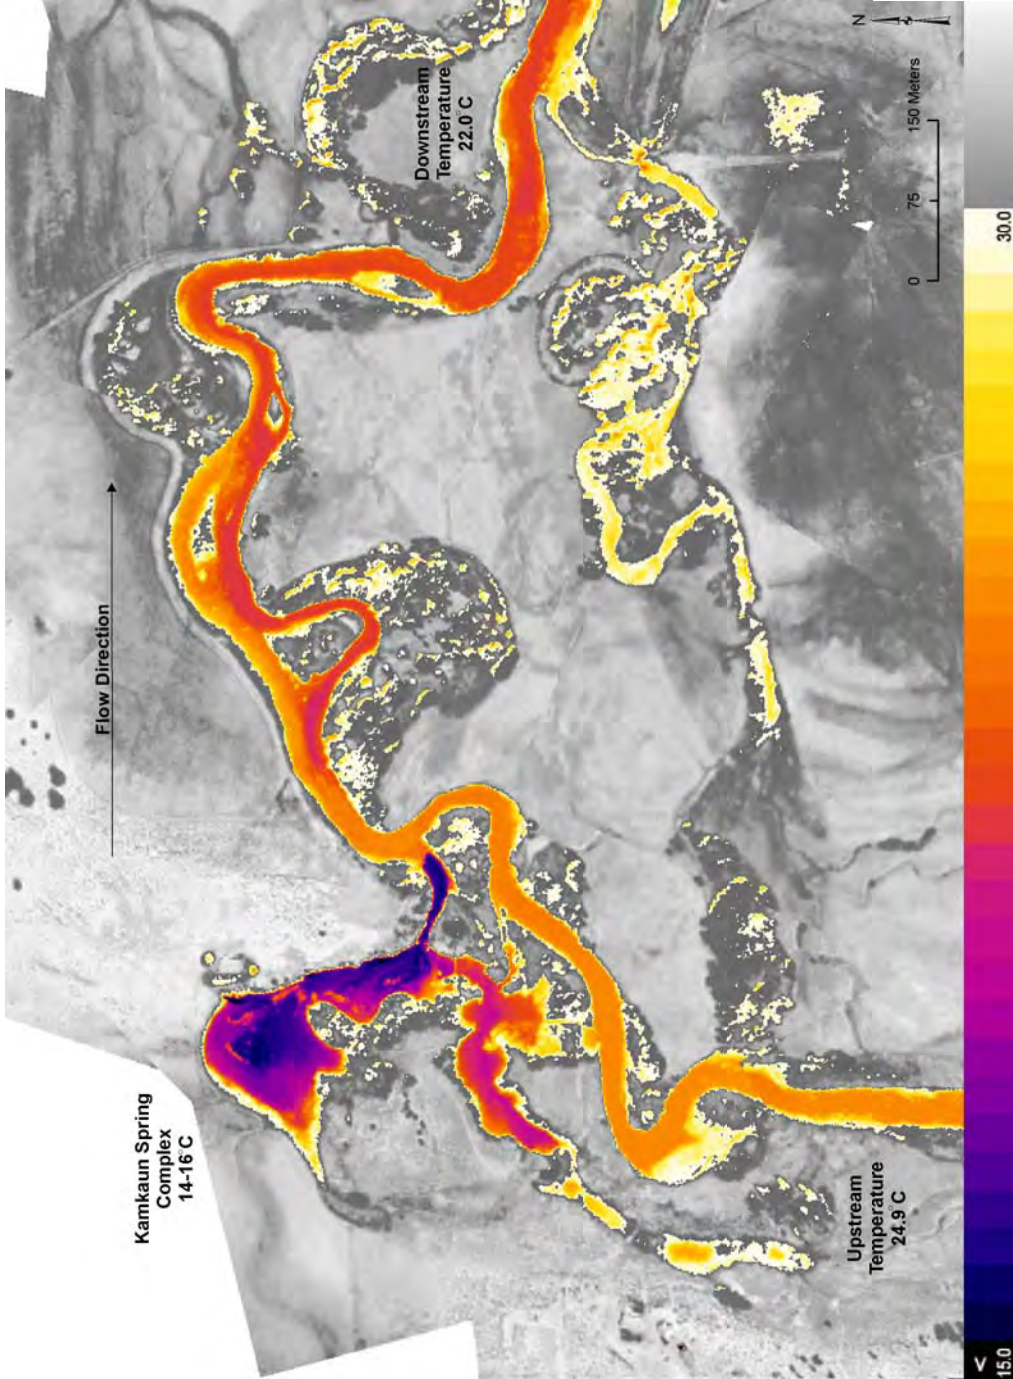 Kamkaun Spring
Complex
14-16°C
Flow Direction
Downstream
Temperature
22.0°C
Upstream
Temperature
24.9°C
N
0 75 150 Meters
<
15.0
30.0